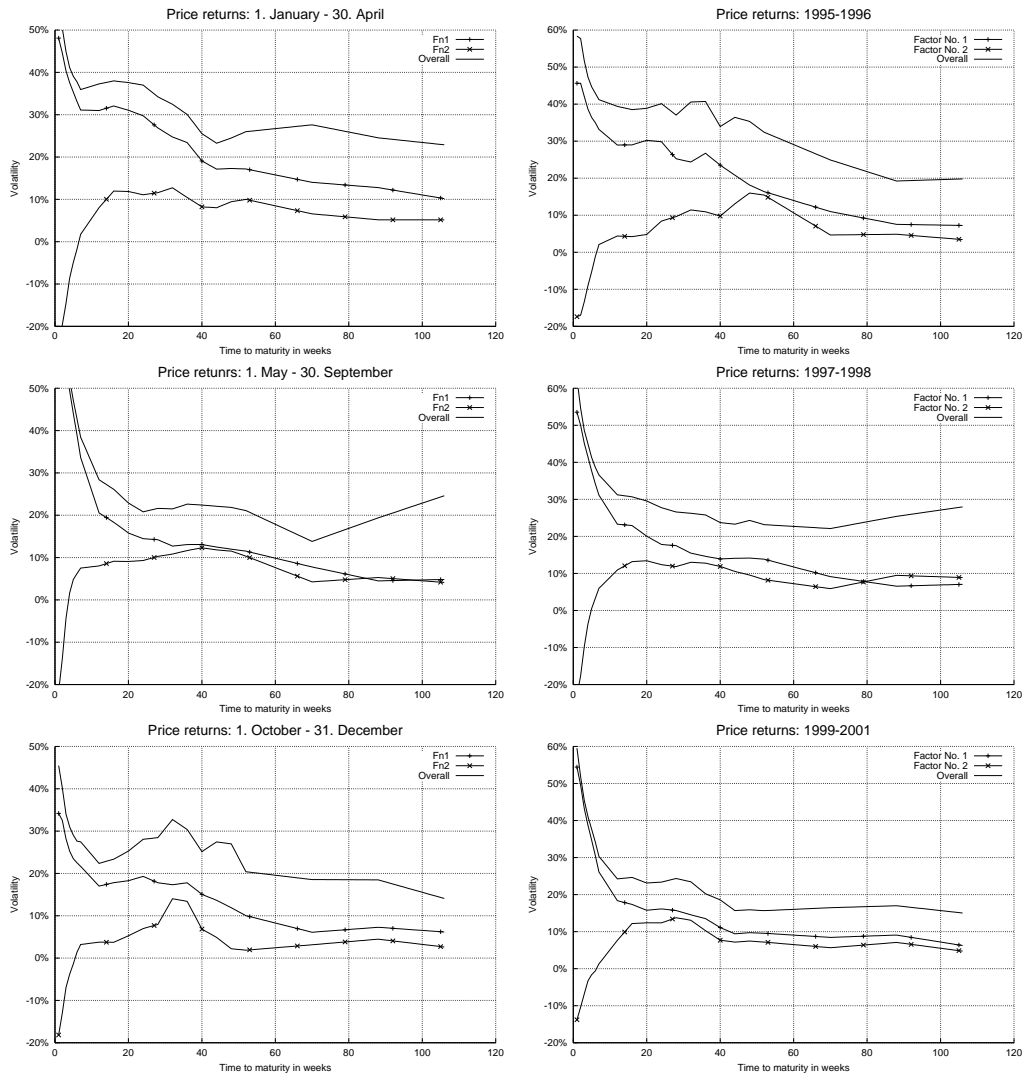 Price returns: 1. January - 30. April
50%
40%
30%
20%
10%
0%
-10%
-20%
0 20 40 60 80 100 120
Volatility
Time to maturity in weeks
Fn1
Fn2
Overall
Price returns: 1995-1996
60%
50%
40%
30%
20%
10%
0%
-10%
-20%
0 20 40 60 80 100 120
Volatility
Time to maturity in weeks
Factor No. 1
Factor No. 2
Overall
Price retunrs: 1. May - 30. September
50%
40%
30%
20%
10%
0%
-10%
-20%
0 20 40 60 80 100 120
Volatility
Time to maturity in weeks
Fn1
Fn2
Overall
Price returns: 1997-1998
60%
50%
40%
30%
20%
10%
0%
-10%
-20%
0 20 40 60 80 100 120
Volatility
Time to maturity in weeks
Factor No. 1
Factor No. 2
Overall
Price returns: 1. October - 31. December
50%
40%
30%
20%
10%
0%
-10%
-20%
0 20 40 60 80 100 120
Volatility
Time to maturity in weeks
Fn1
Fn2
Overall
Price returns: 1999-2001
60%
50%
40%
30%
20%
10%
0%
-10%
-20%
0 20 40 60 80 100 120
Volatility
Time to maturity in weeks
Factor No. 1
Factor No. 2
Overall